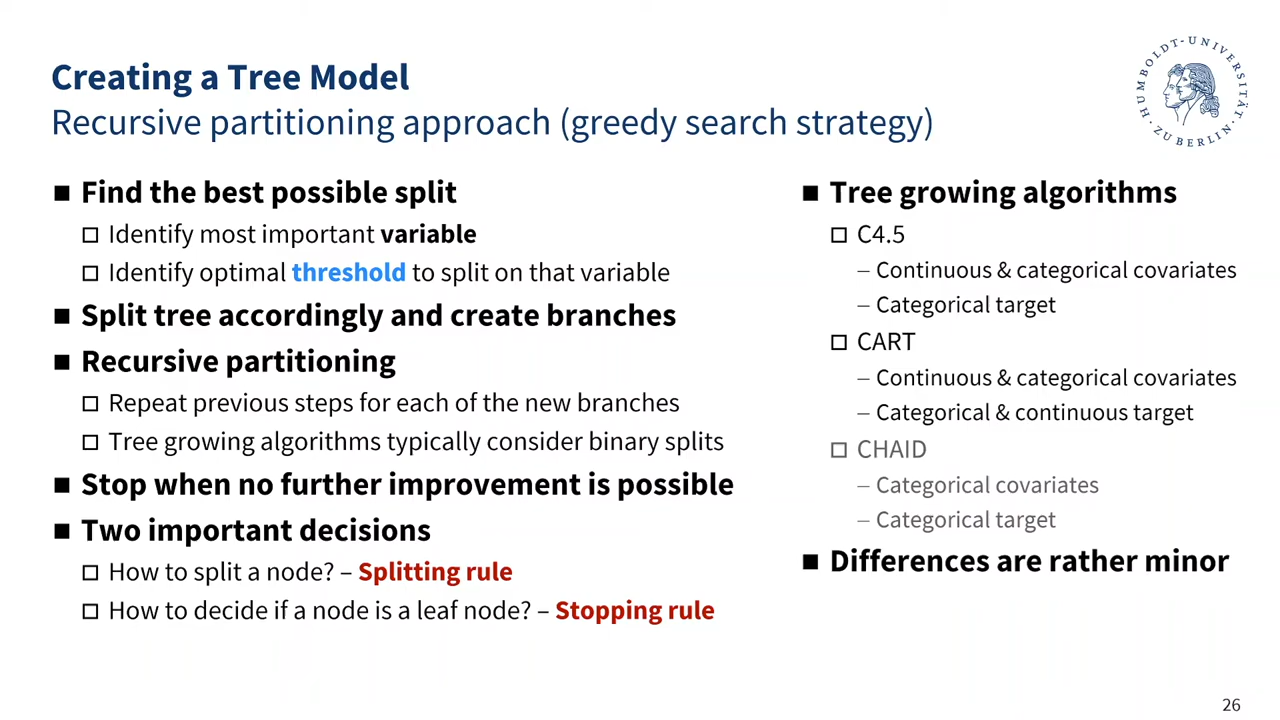 Creating a Tree Model
Recursive partitioning approach (greedy search strategy)
HUMBOLDT-UNIVERSITÄT · ZU BERLIN ·
■ Find the best possible split
□ Identify most important variable
□ Identify optimal threshold to split on that variable
■ Split tree accordingly and create branches
■ Recursive partitioning
□ Repeat previous steps for each of the new branches
□ Tree growing algorithms typically consider binary splits
■ Stop when no further improvement is possible
■ Two important decisions
□ How to split a node? – Splitting rule
□ How to decide if a node is a leaf node? – Stopping rule
■ Tree growing algorithms
□ C4.5
– Continuous & categorical covariates
– Categorical target
□ CART
– Continuous & categorical covariates
– Categorical & continuous target
□ CHAID
– Categorical covariates
– Categorical target
■ Differences are rather minor
26